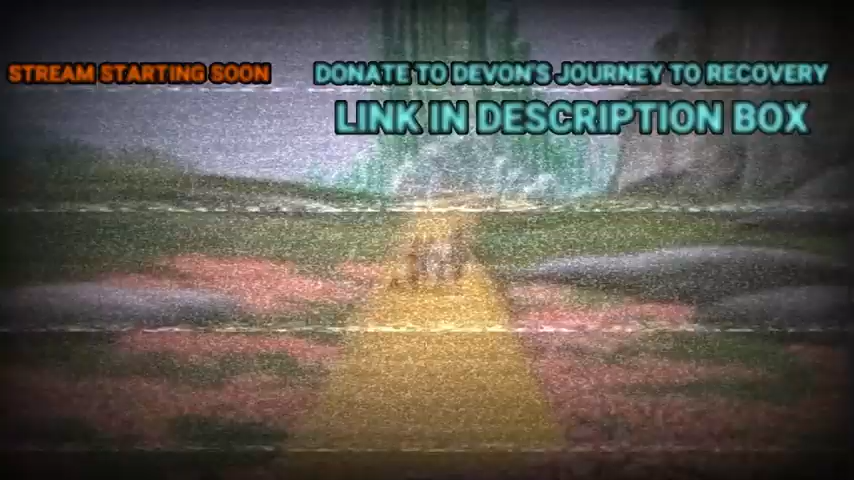 STREAM STARTING SOON
DONATE TO DEVON'S JOURNEY TO RECOVERY
LINK IN DESCRIPTION BOX